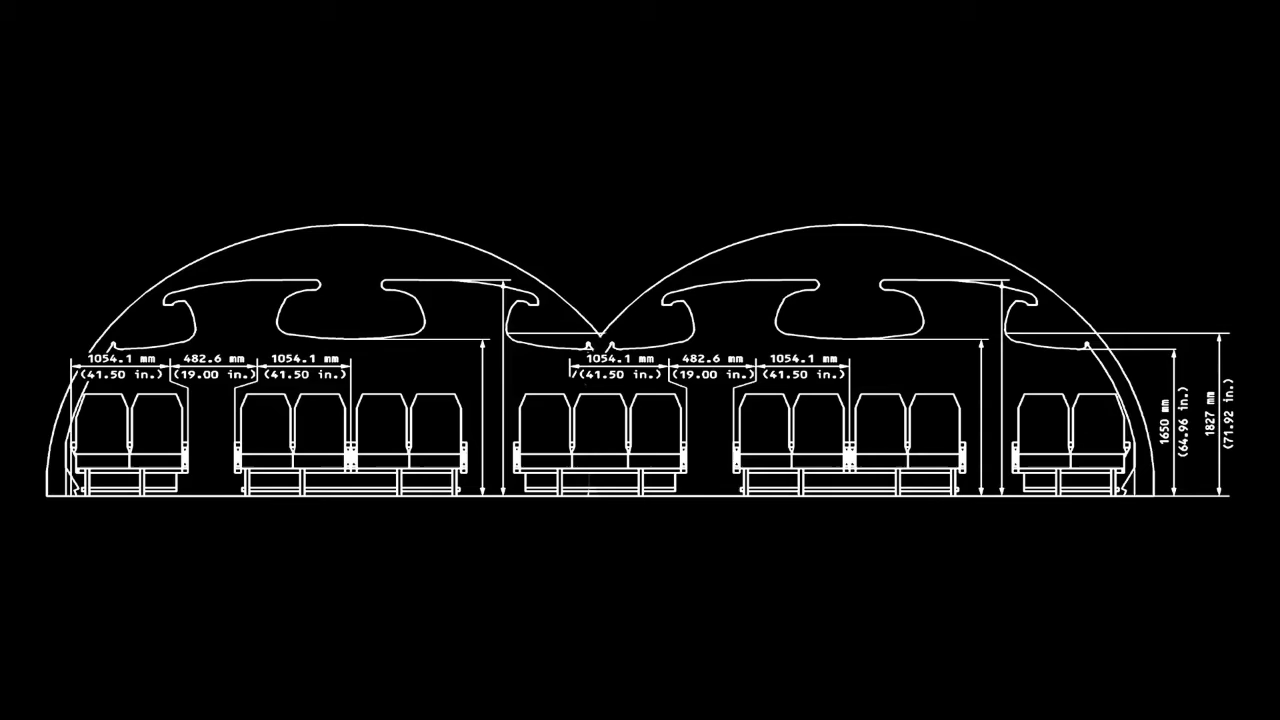 1054.1 mm
(41.50 in.)
482.6 mm
(19.00 in.)
1054.1 mm
(41.50 in.)
1054.1 mm
(41.50 in.)
482.6 mm
(19.00 in.)
1054.1 mm
(41.50 in.)
1650 mm
(64.96 in.)
1827 mm
(71.92 in.)